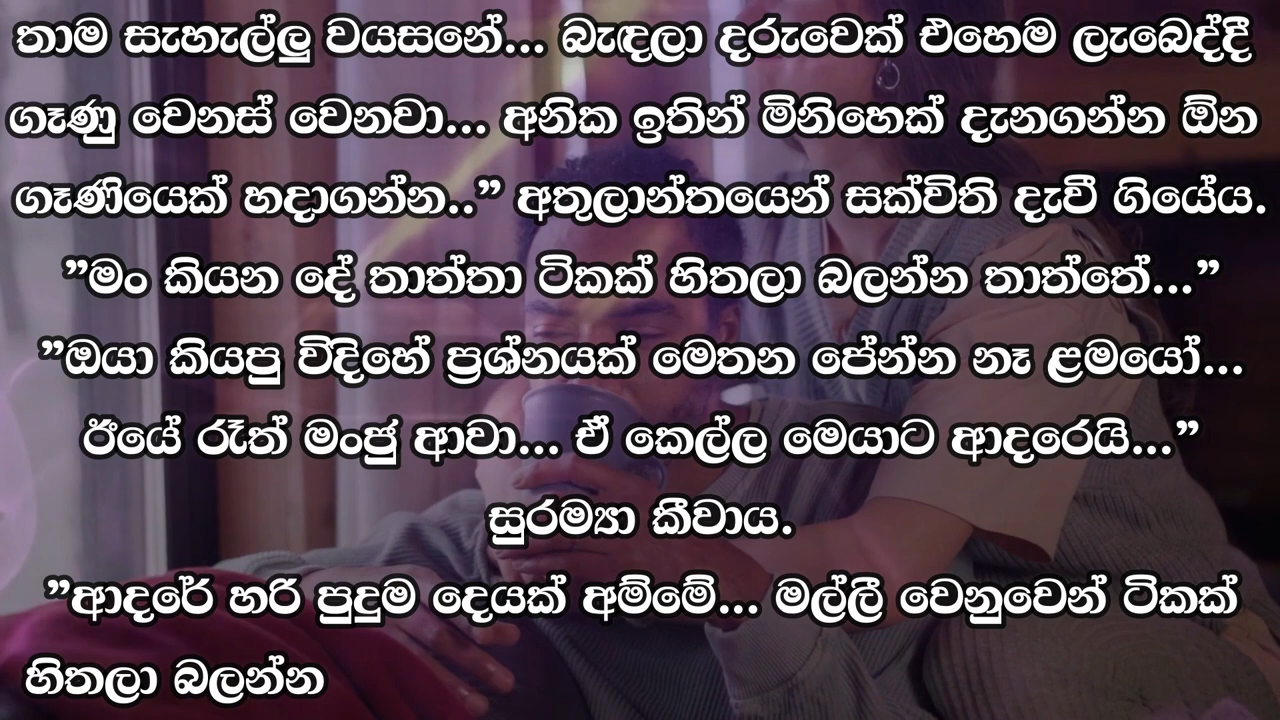 තාම සැහැල්ලු වයසනේ... බැඳලා දරුවෙක් එහෙම ලැබෙද්දී
ගෑණු වෙනස් වෙනවා... අනික ඉතින් මිනිහෙක් දැනගන්න ඕන
ගෑණියෙක් හදාගන්න..” අතුලාන්තයෙන් සක්විති දැවී ගියේය.
”මං කියන දේ තාත්තා ටිකක් හිතලා බලන්න තාත්තේ...”
”ඔයා කියපු විදිහේ ප්‍රශ්නයක් මෙතන පේන්න නෑ ළමයෝ...
ඊයේ රෑත් මංජු ආවා... ඒ කෙල්ල මෙයාට ආදරෙයි...”
සුරම්‍යා කීවාය.
”ආදරේ හරි පුදුම දෙයක් අම්මේ... මල්ලී වෙනුවෙන් ටිකක්
හිතලා බලන්න